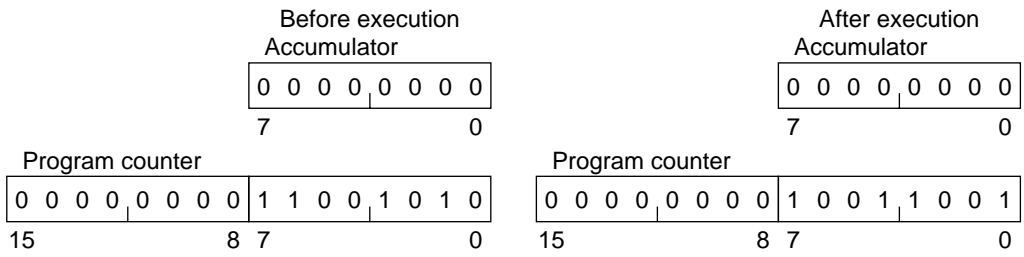 Before execution
Accumulator
0 0 0 0 0 0 0 0
7 0
Program counter
0 0 0 0 0 0 0 0 1 1 0 0 1 0 1 0
15 8 7 0
After execution
Accumulator
0 0 0 0 0 0 0 0
7 0
Program counter
0 0 0 0 0 0 0 0 1 0 0 1 1 0 0 1
15 8 7 0